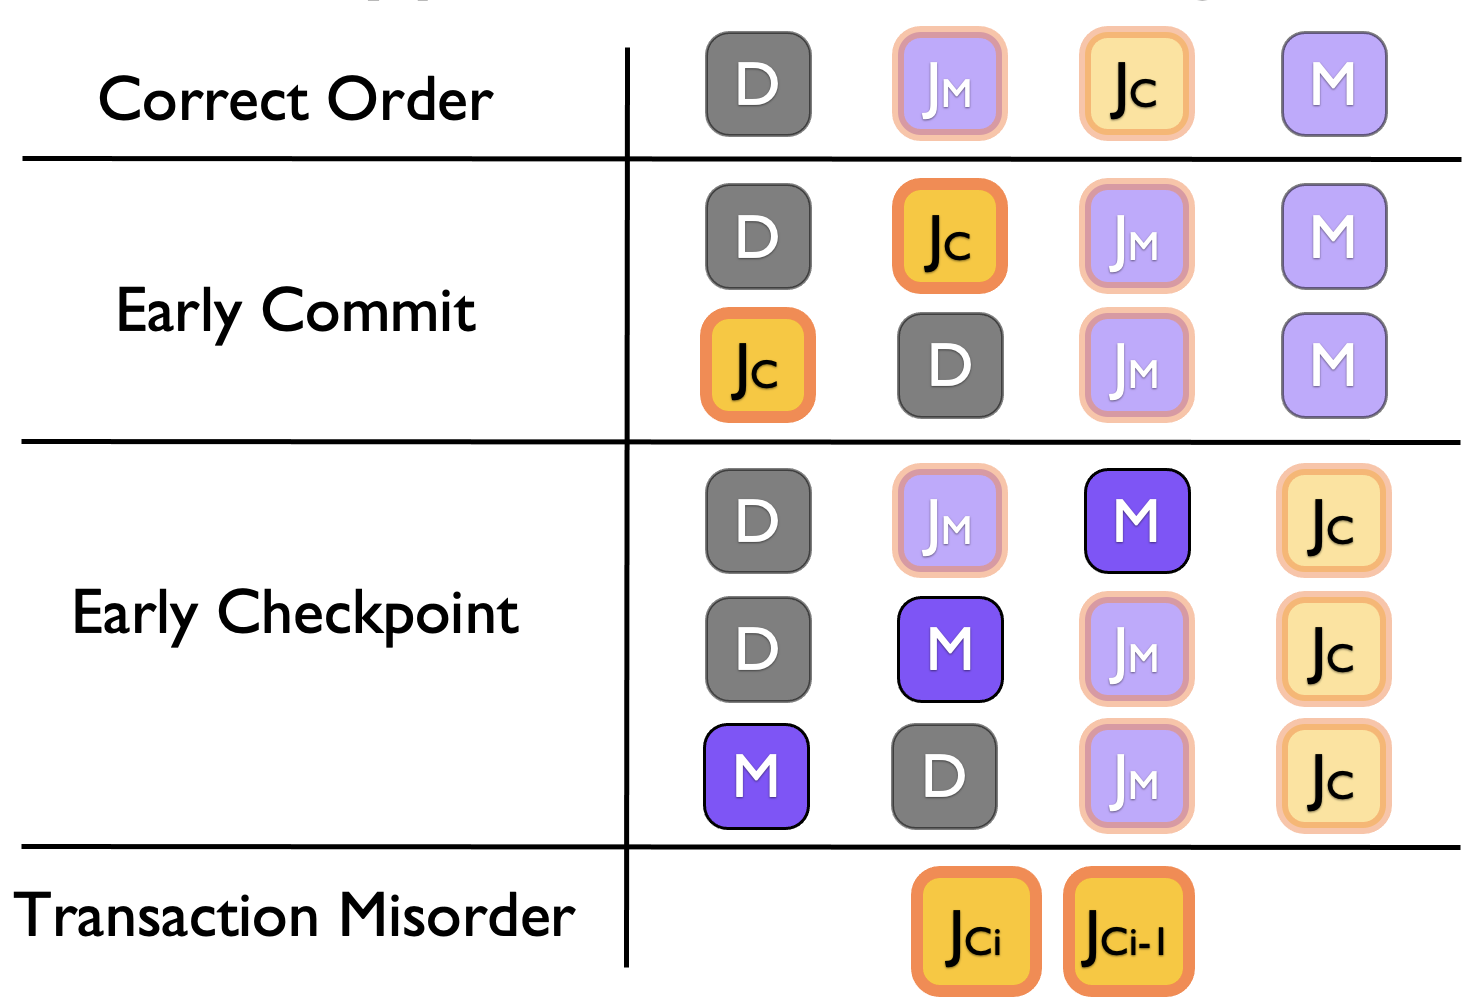 Correct Order D JM JC M
Early Commit
D JC JM M
JC D JM M
Early Checkpoint
D JM M JC
D M JM JC
M D JM JC
Transaction Misorder JCi JCi-1